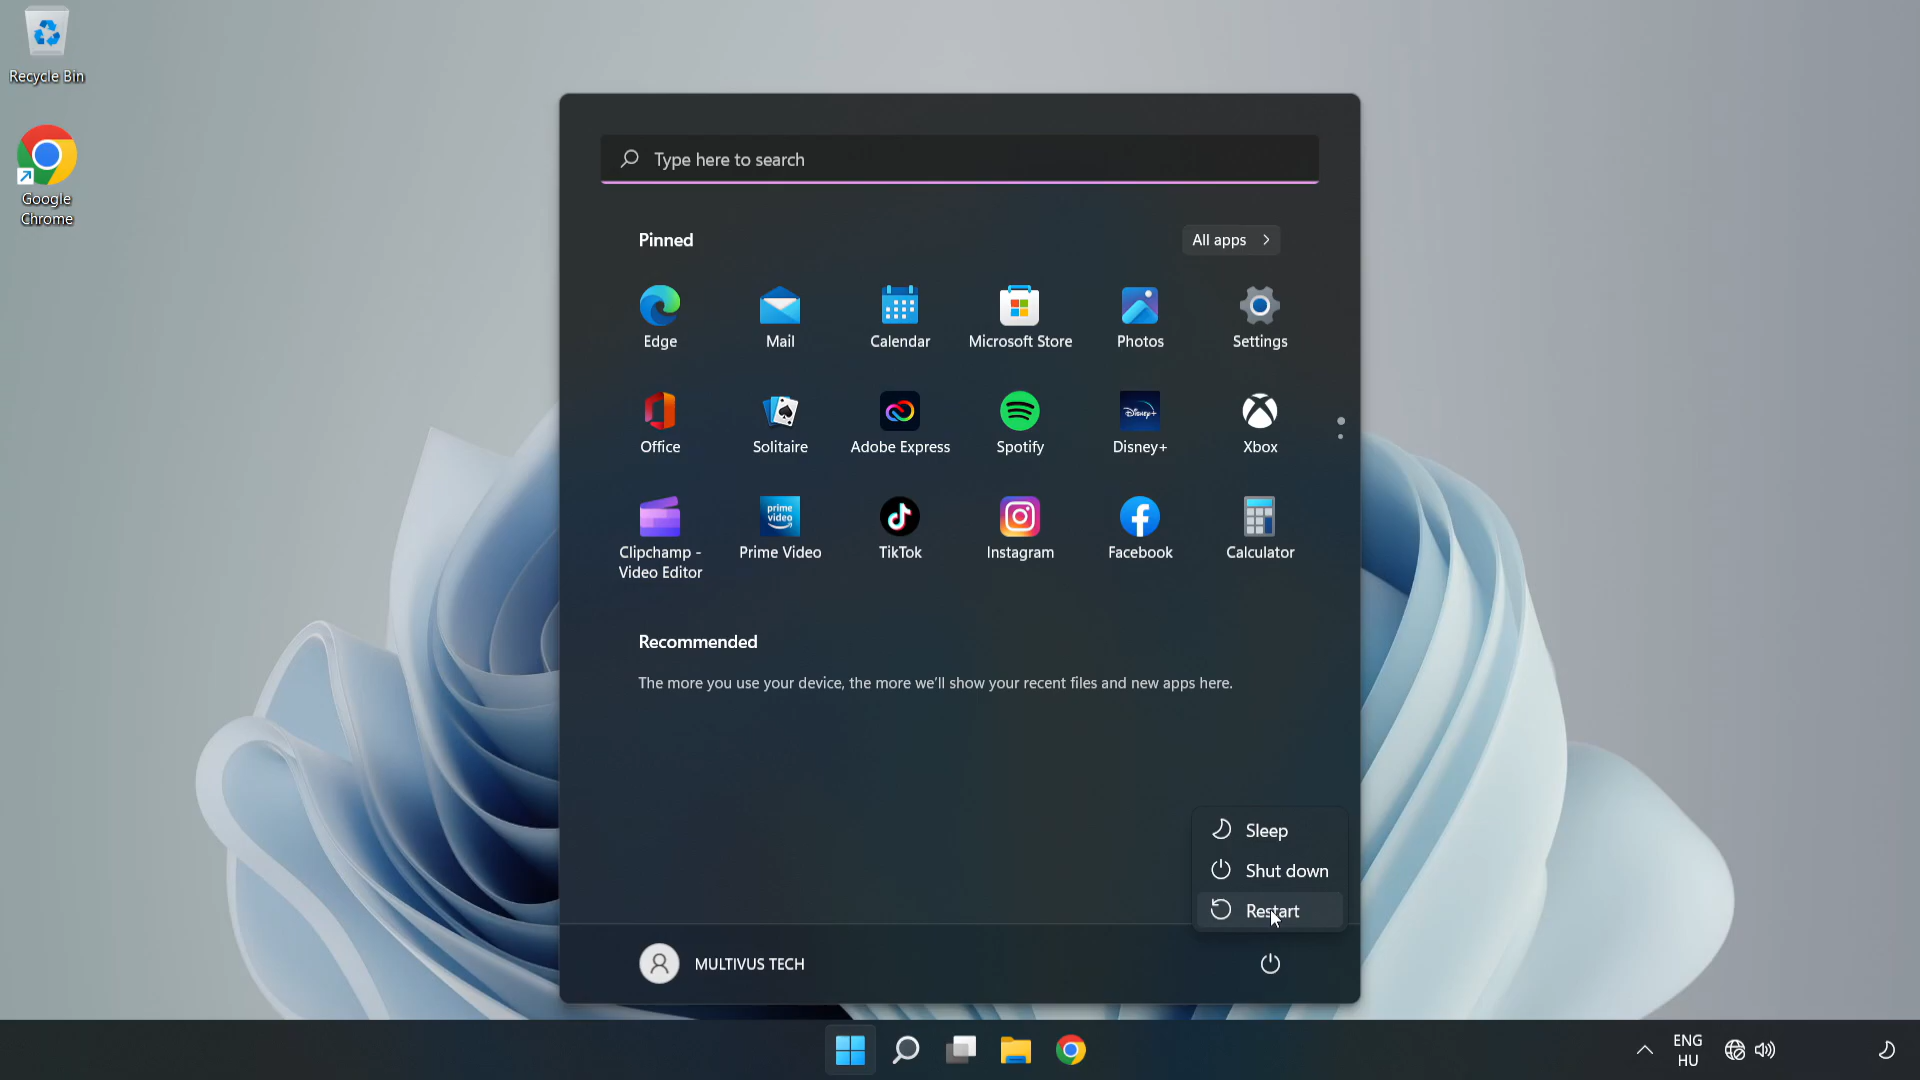 Recycle Bin
Google
Chrome
Type here to search
Pinned
All apps
Edge
Mail
Calendar
Microsoft Store
Photos
Settings
Office
Solitaire
Adobe Express
Disney+
Spotify
Disney+
Xbox
prime
video
Clipchamp -
Video Editor
Prime Video
TikTok
Instagram
Facebook
Calculator
Recommended
The more you use your device, the more we'll show your recent files and new apps here.
Sleep
Shut down
Restart
MULTIVUS TECH
ENG
HU